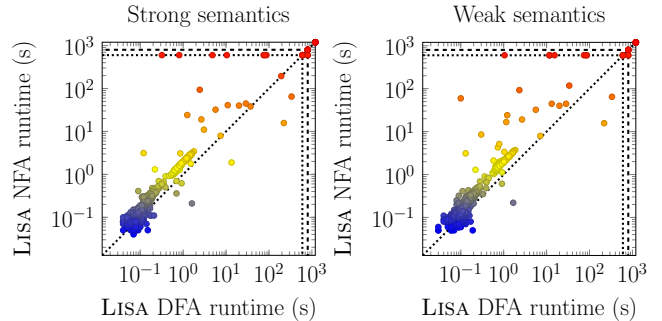 Strong semantics
Weak semantics
LISA NFA runtime (s)
10³
10²
10¹
10⁰
10⁻¹
10⁻¹ 10⁰ 10¹ 10² 10³
LISA DFA runtime (s)
LISA NFA runtime (s)
10³
10²
10¹
10⁰
10⁻¹
10⁻¹ 10⁰ 10¹ 10² 10³
LISA DFA runtime (s)